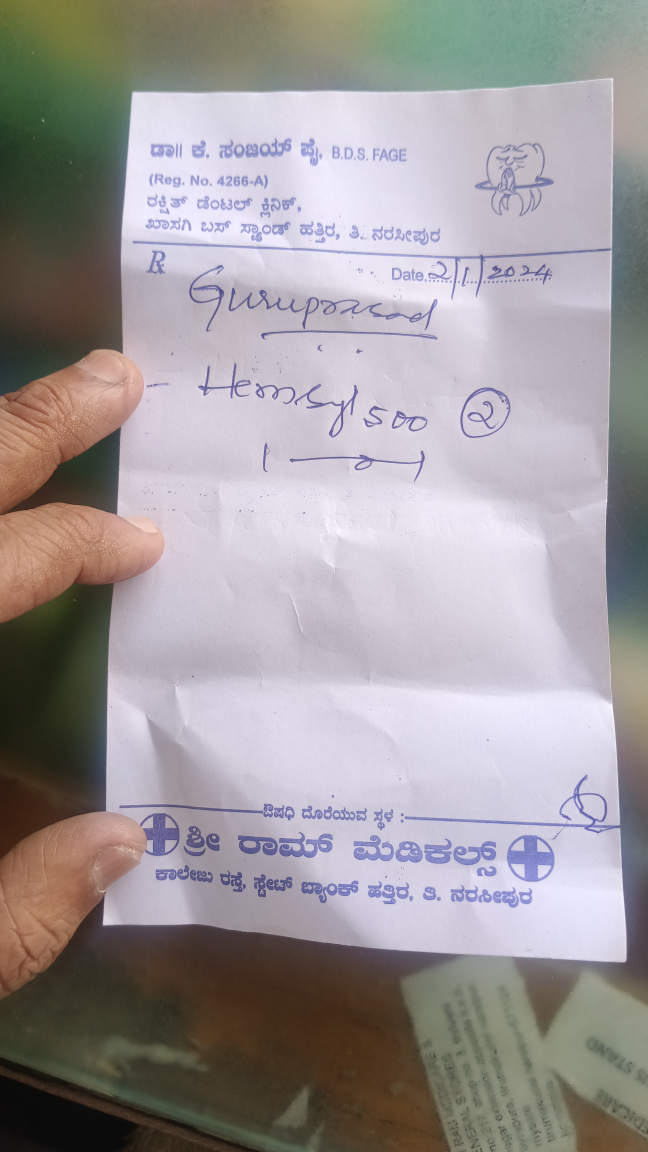 ಡಾ|| ಕೆ. ಸಂಜಯ್ ಪೈ, B.D.S. FAGE
(Reg. No. 4266-A)
ರಕ್ಷಿತ್ ಡೆಂಟಲ್ ಕ್ಲಿನಿಕ್,
ಖಾಸಗಿ ಬಸ್ ಸ್ಟ್ಯಾಂಡ್ ಹತ್ತಿರ, ತಿ. ನರಸೀಪುರ
℞ Date. 2/1/2024
Guruprasad
500 ②
1 — 0 — 1
ಔಷಧಿ ದೊರೆಯುವ ಸ್ಥಳ :
ಶ್ರೀ ರಾಮ್ ಮೆಡಿಕಲ್ಸ್
ಕಾಲೇಜು ರಸ್ತೆ, ಸ್ಟೇಟ್ ಬ್ಯಾಂಕ್ ಹತ್ತಿರ, ತಿ. ನರಸೀಪುರ